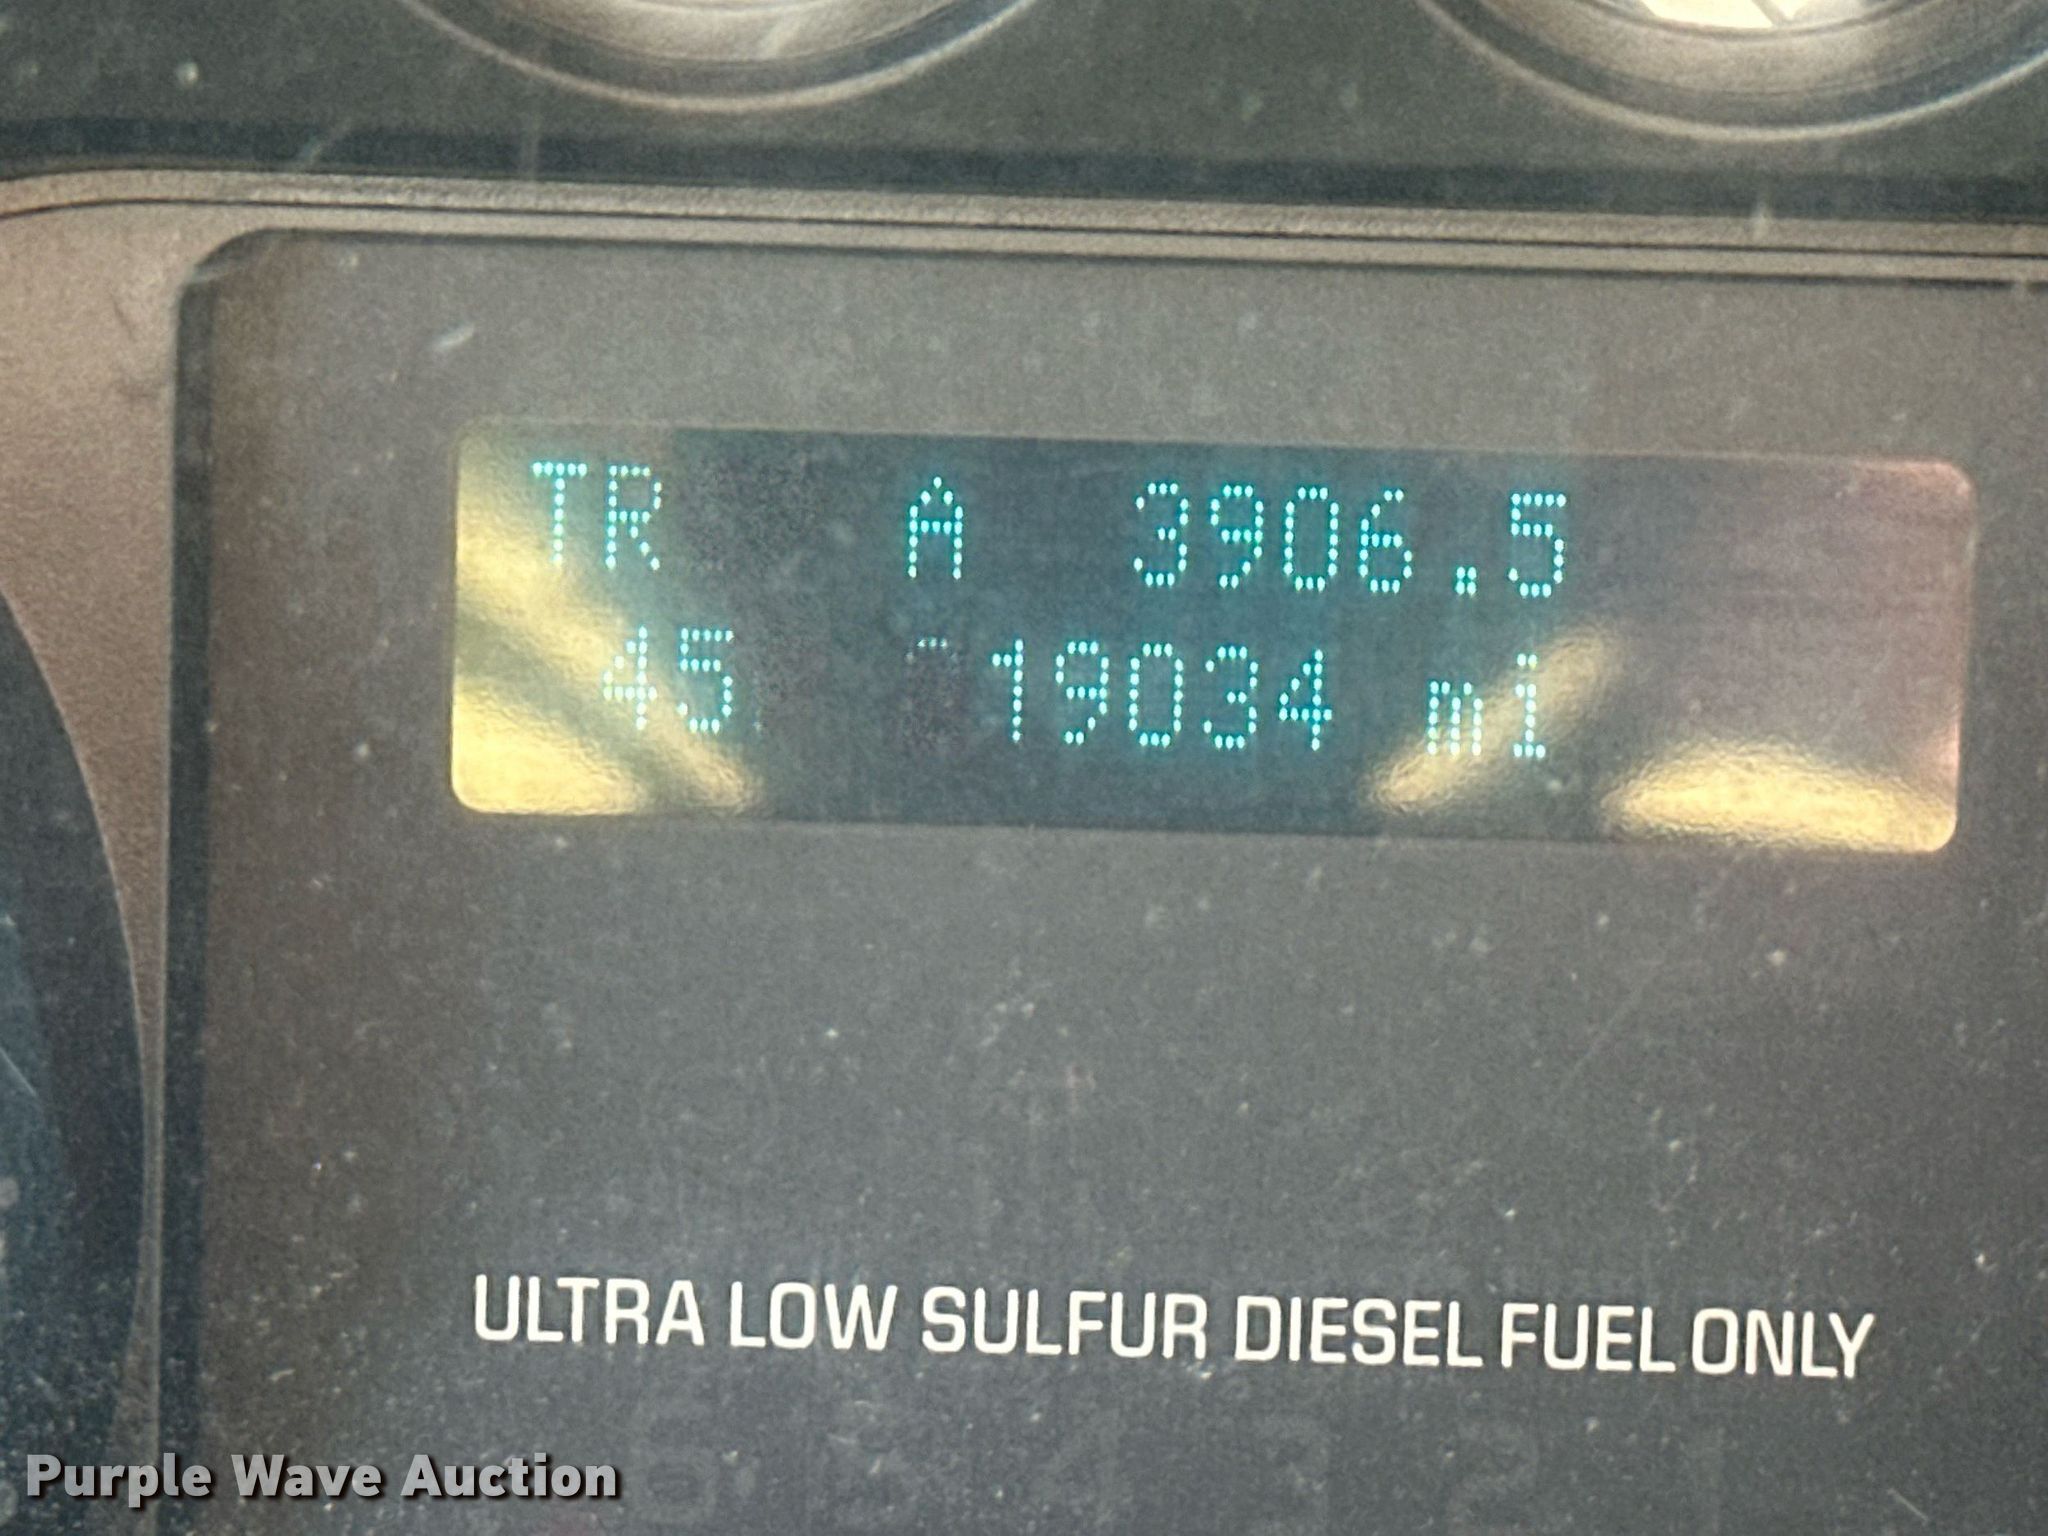 TR A 3906.5
45 19034 mi
ULTRA LOW SULFUR DIESEL FUEL ONLY
Purple Wave Auction